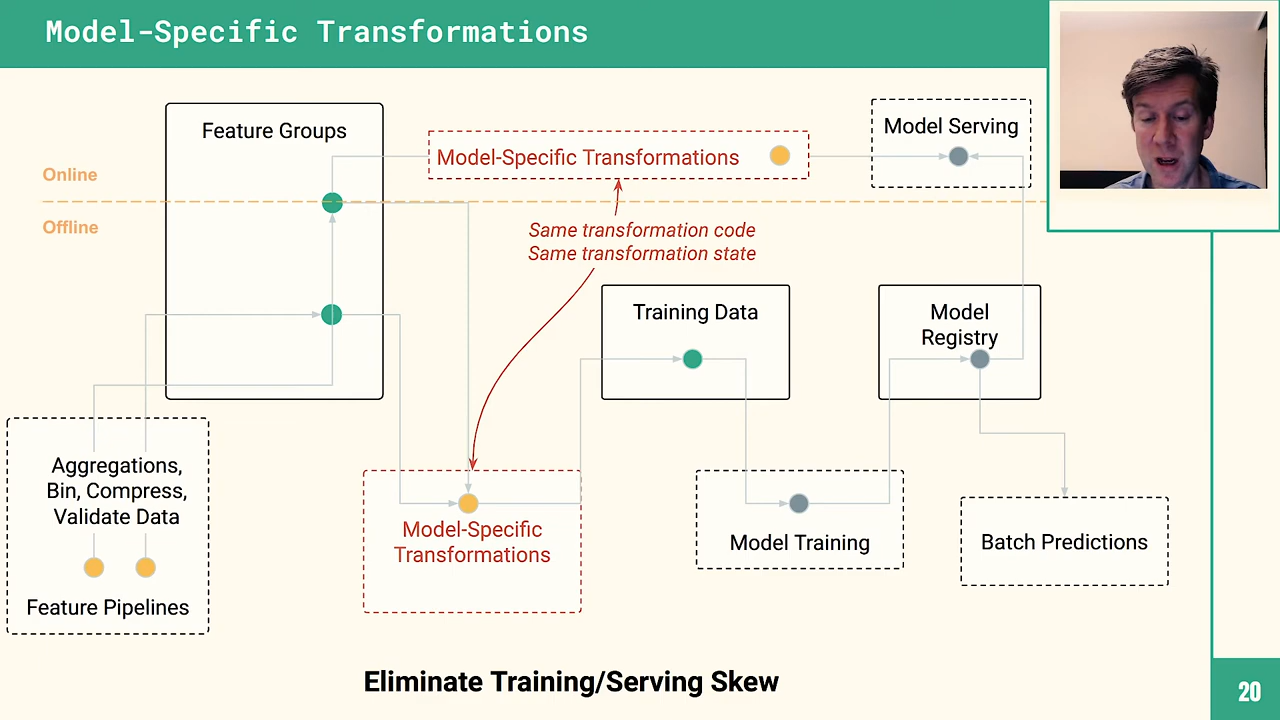 Model-Specific Transformations
Feature Groups
Model-Specific Transformations
Model Serving
Online
Offline
Same transformation code
Same transformation state
Training Data
Model
Registry
Aggregations,
Bin, Compress,
Validate Data
Feature Pipelines
Model-Specific
Transformations
Model Training
Batch Predictions
Eliminate Training/Serving Skew
20